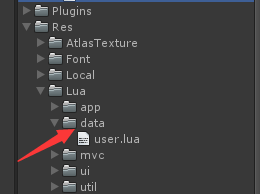 Plugins
Res
AtlasTexture
Font
Local
Lua
app
data
user.lua
mvc
ui
util